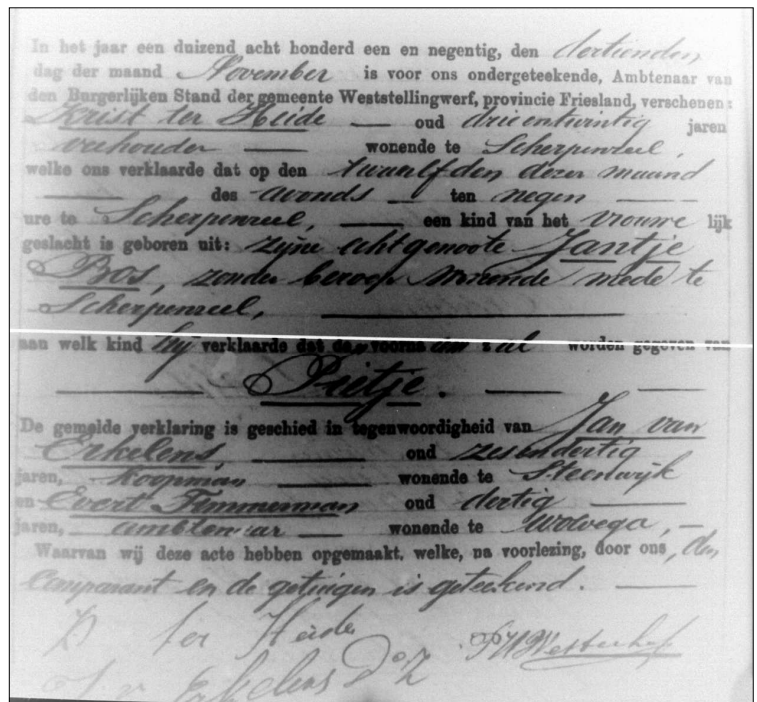 In het jaar een duizend acht honderd een en negentig, den dertienden
dag der maand November is voor ons ondergeteekende, Ambtenaar van
den Burgerlijken Stand der gemeente Weststellingwerf, provincie Friesland, verschenen:
Krist ter Heide — oud drieentwintig jaren
veehouder — wonende te Scherpenzeel,
welke ons verklaarde dat op den twaalfden dezer maand
— des avonds — ten negen —
ure te Scherpenzeel, — een kind van het vrouwe lijk
geslacht is geboren uit: zijne echtgenoote Jantje
Bos, zonder beroep wonende mede te
Scherpenzeel, —
aan welk kind hij verklaarde dat de voornaam zal worden gegeven van
— Pietje. — —
De gemelde verklaring is geschied in tegenwoordigheid van Jan van
Erkelens, — oud zesendertig
jaren, Koopman — wonende te Steenwijk
en Evert Timmerman oud dertig —
jaren, ambtenaar — wonende te Wolvega, —
Waarvan wij deze acte hebben opgemaakt, welke, na voorlezing, door ons, den
Comparant en de getuigen is geteekend. —
ter Heide
Westerhof
J v Erkelens Dz